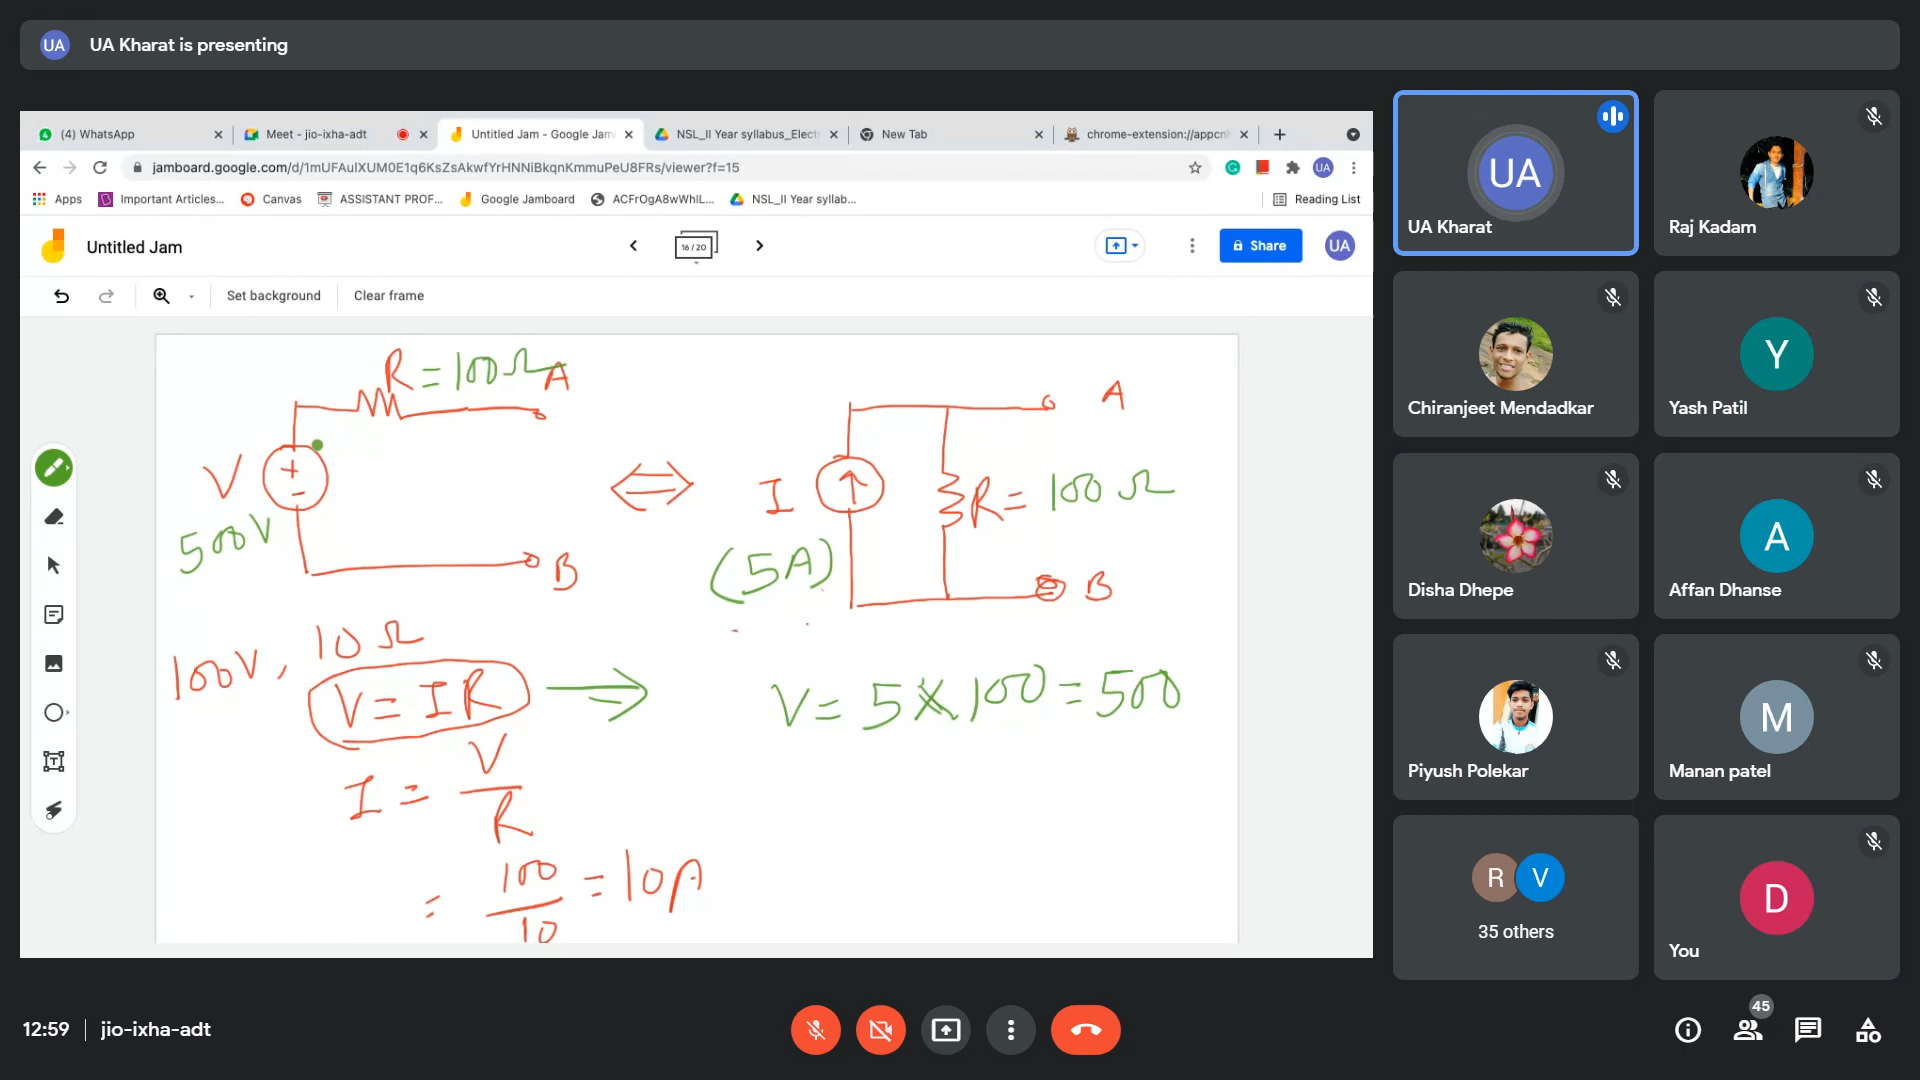 UA UA Kharat is presenting
(4) WhatsApp
Meet - jio-ixha-adt
Untitled Jam - Google Jam
NSL_II Year syllabus_Elect
New Tab
chrome-extension://appcn
jamboard.google.com/d/1mUFAulXUM0E1q6KsZsAkwfYrHNNiBkqnKmmuPeU8FRs/viewer?f=15
UA
Apps
Important Articles...
Canvas
ASSISTANT PROF...
Google Jamboard
ACFrOgA8wWhIL...
NSL_II Year syllab...
Reading List
Untitled Jam
16 / 20
Share
UA
Set background
Clear frame
R = 100 Ω A
V
+
-
500V
B
⇔
A
I
R = 100 Ω
(5A)
B
100V, 10 Ω
V = I R
V = 5 × 100 = 500
I = V
R
= 100 = 10A
10
UA
UA Kharat
Raj Kadam
Chiranjeet Mendadkar
Y
Yash Patil
Disha Dhepe
A
Affan Dhanse
Piyush Polekar
M
Manan patel
R V
35 others
D
You
12:59 | jio-ixha-adt
45